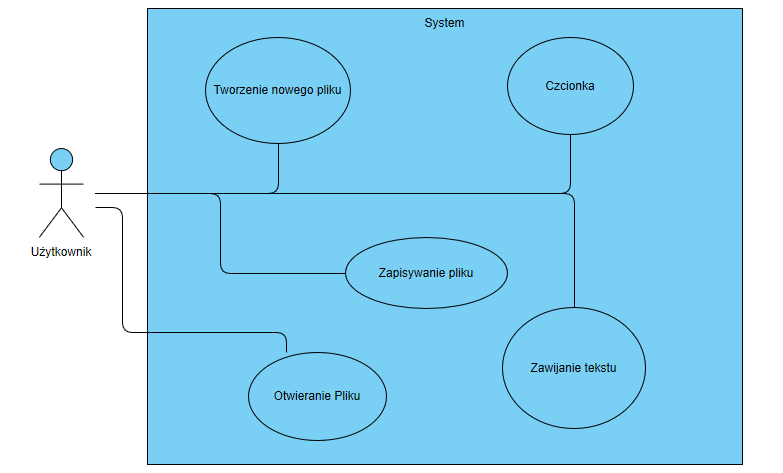 System
Tworzenie nowego pliku
Czcionka
Użytkownik
Zapisywanie pliku
Zawijanie tekstu
Otwieranie Pliku